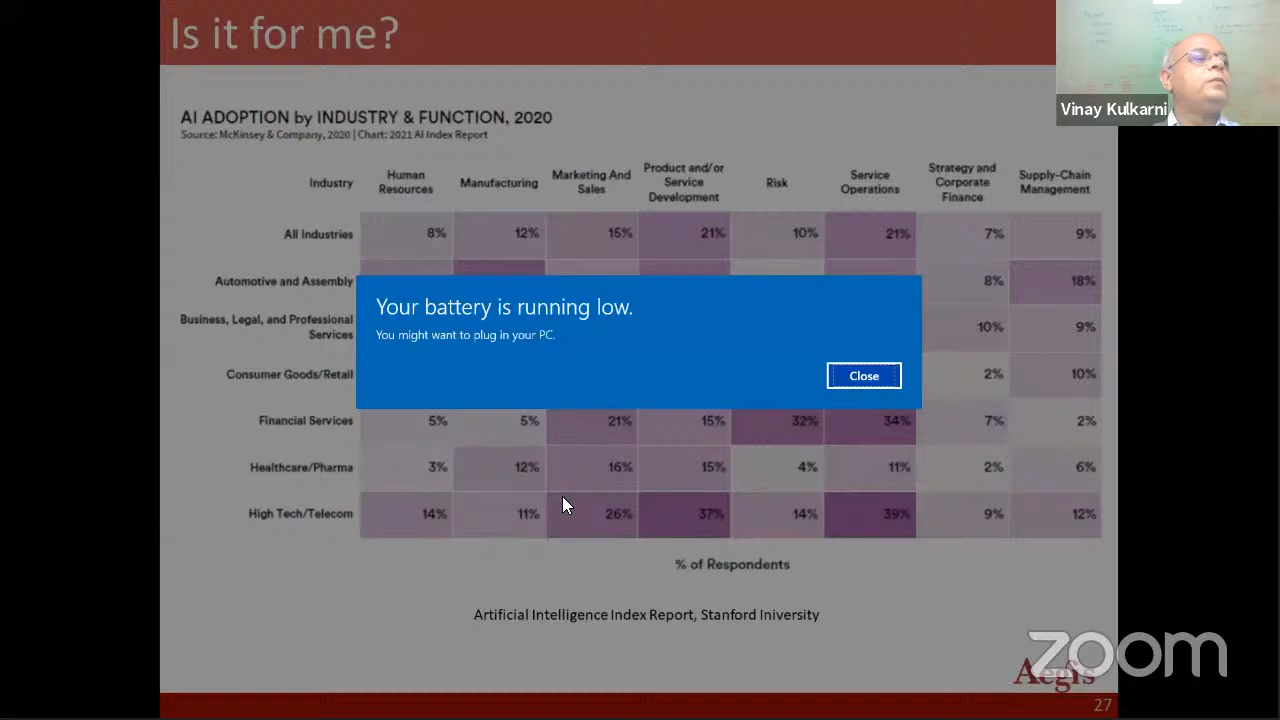 Is it for me?
Vinay Kulkarni
AI ADOPTION by INDUSTRY & FUNCTION, 2020
Source: McKinsey & Company, 2020 | Chart: 2021 AI Index Report
Industry Human Resources Manufacturing Marketing And Sales Product and/or Service Development Risk Service Operations Strategy and Corporate Finance Supply-Chain Management
All Industries 8% 12% 15% 21% 10% 21% 7% 9%
Automotive and Assembly 8% 18%
Business, Legal, and Professional Services 10% 9%
Consumer Goods/Retail 2% 10%
Your battery is running low.
You might want to plug in your PC.
Close
Financial Services 5% 5% 21% 15% 32% 34% 7% 2%
Healthcare/Pharma 3% 12% 16% 15% 4% 11% 2% 6%
High Tech/Telecom 14% 11% 26% 37% 14% 39% 9% 12%
% of Respondents
Artificial Intelligence Index Report, Stanford Iniversity
zoom
Aegis
27